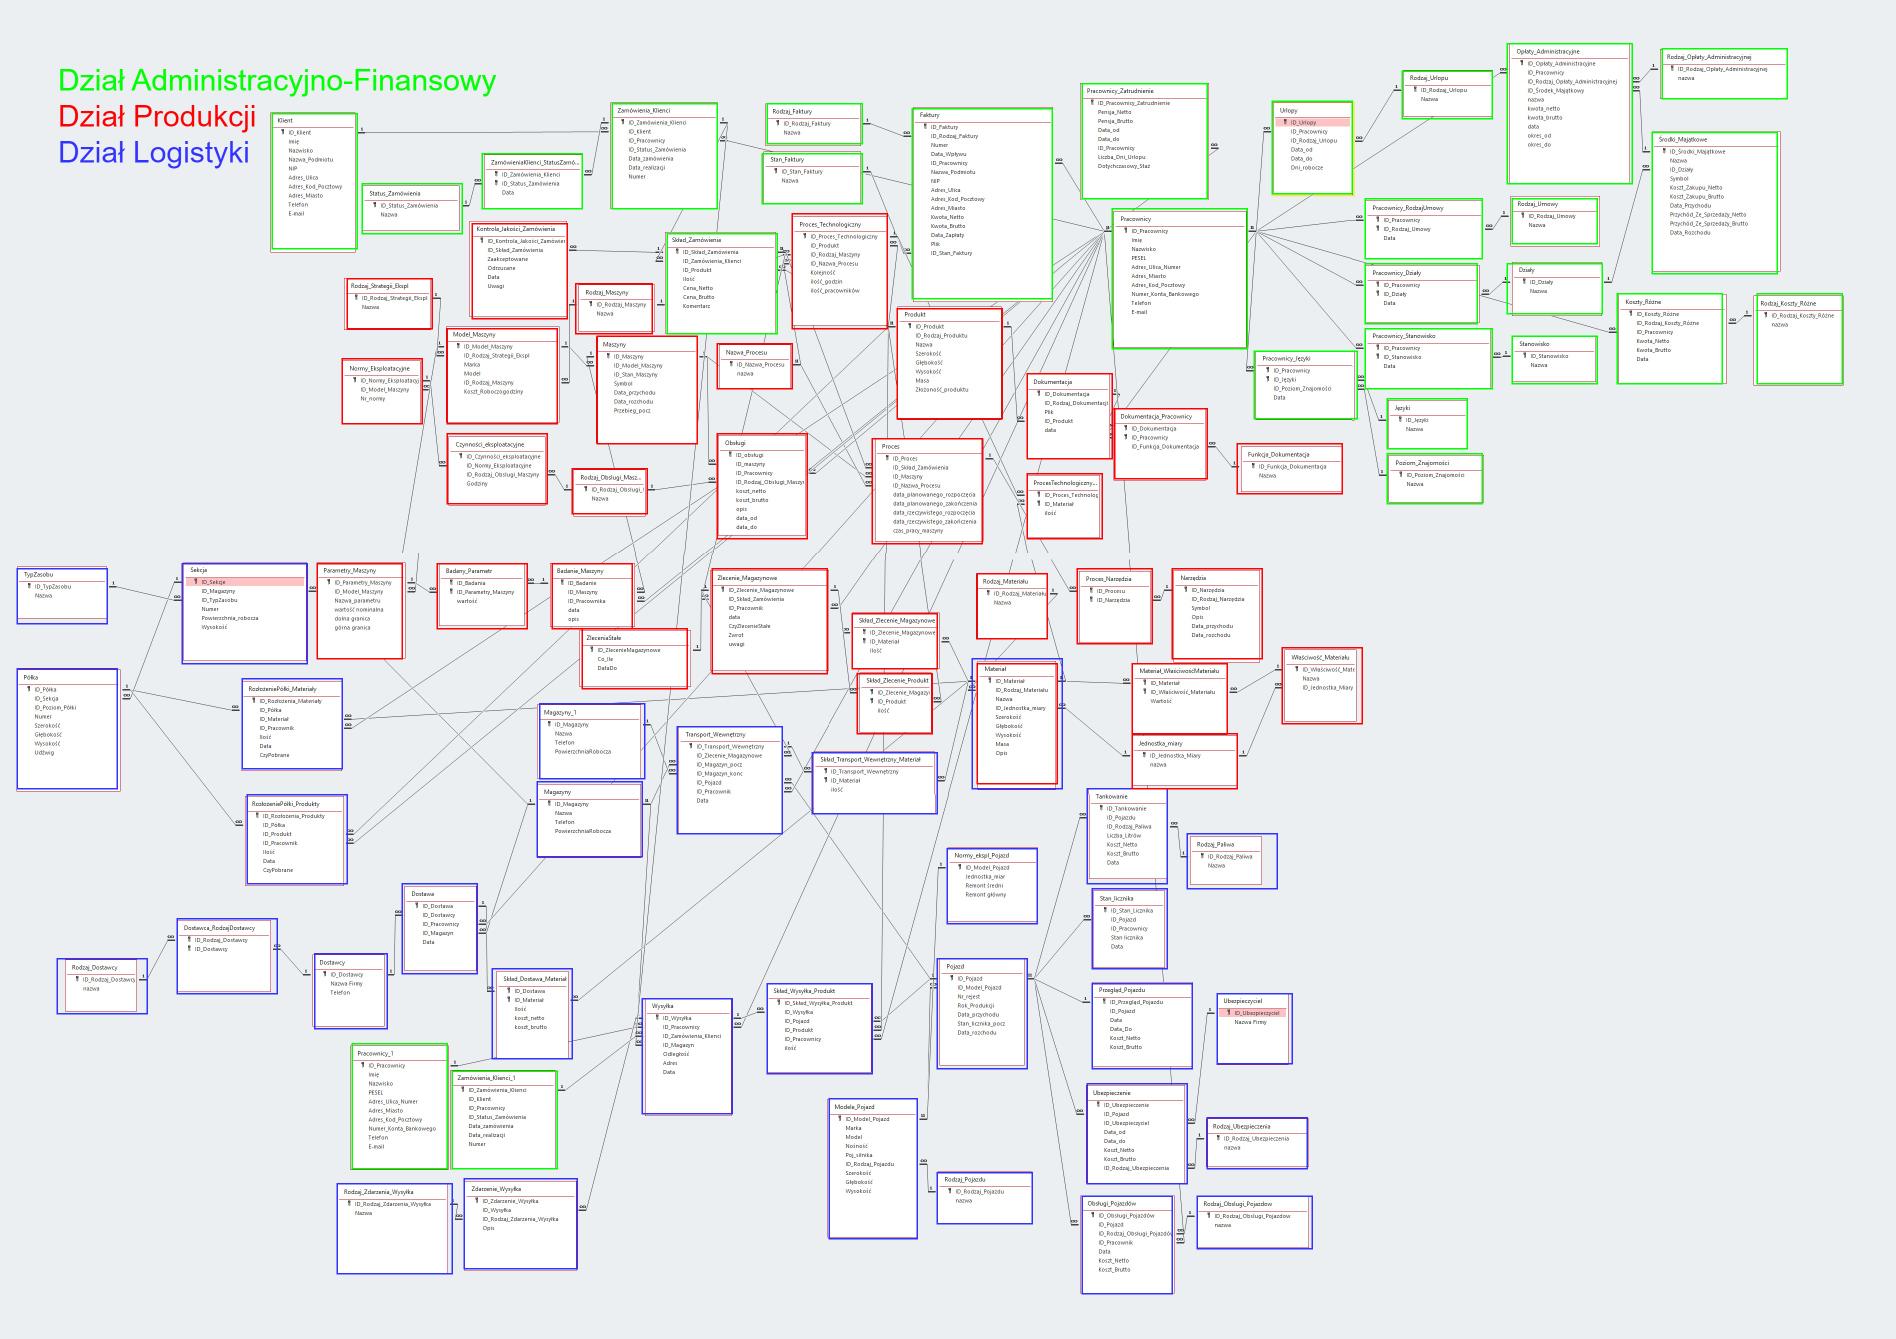 Dział Administracyjno-Finansowy
Dział Produkcji
Dział Logistyki
Klient
ID_Klient
Imię
Nazwisko
Nazwa_Podmiotu
NIP
Adres_Ulica
Adres_Kod_Pocztowy
Adres_Miasto
Telefon
E-mail
Status_Zamówienia
ID_Status_Zamówienia
Nazwa
ZamówieniaKlienci_StatusZamó...
ID_Zamówienia_Klienci
ID_Status_Zamówienia
Data
Zamówienia_Klienci
ID_Zamówienia_Klienci
ID_Klient
ID_Pracownicy
ID_Status_Zamówienia
Data_zamówienia
Data_realizacji
Numer
Rodzaj_Faktury
ID_Rodzaj_Faktury
Nazwa
Stan_Faktury
ID_Stan_Faktury
Nazwa
Faktury
ID_Faktury
ID_Rodzaj_Faktury
Numer
Data_Wpływu
ID_Pracownicy
Nazwa_Podmiotu
NIP
Adres_Ulica
Adres_Kod_Pocztowy
Adres_Miasto
Kwota_Netto
Kwota_Brutto
Data_Zapłaty
Plik
ID_Stan_Faktury
Pracownicy_Zatrudnienie
ID_Pracownicy_Zatrudnienie
Pensja_Netto
Pensja_Brutto
Data_od
Data_do
ID_Pracownicy
Liczba_Dni_Urlopu
Dotychczasowy_Staż
Urlopy
ID_Urlopy
ID_Pracownicy
ID_Rodzaj_Urlopu
Data_od
Data_do
Dni_robocze
Rodzaj_Urlopu
ID_Rodzaj_Urlopu
Nazwa
Opłaty_Administracyjne
ID_Opłaty_Administracyjne
ID_Pracownicy
ID_Rodzaj_Opłaty_Administracyjnej
ID_Środek_Majątkowy
nazwa
kwota_netto
kwota_brutto
data
okres_od
okres_do
Rodzaj_Opłaty_Administracyjnej
ID_Rodzaj_Opłaty_Administracyjnej
nazwa
Środki_Majątkowe
ID_Środki_Majątkowe
Nazwa
ID_Działy
Symbol
Koszt_Zakupu_Netto
Koszt_Zakupu_Brutto
Data_Przychodu
Przychód_Ze_Sprzedaży_Netto
Przychód_Ze_Sprzedaży_Brutto
Data_Rozchodu
Pracownicy
ID_Pracownicy
Imię
Nazwisko
PESEL
Adres_Ulica_Numer
Adres_Miasto
Adres_Kod_Pocztowy
Numer_Konta_Bankowego
Telefon
E-mail
Pracownicy_RodzajUmowy
ID_Pracownicy
ID_Rodzaj_Umowy
Data
Rodzaj_Umowy
ID_Rodzaj_Umowy
Nazwa
Pracownicy_Działy
ID_Pracownicy
ID_Działy
Data
Działy
ID_Działy
Nazwa
Koszty_Różne
ID_Koszty_Różne
ID_Rodzaj_Koszty_Różne
ID_Pracownicy
Kwota_Netto
Kwota_Brutto
Data
Rodzaj_Koszty_Różne
ID_Rodzaj_Koszty_Różne
nazwa
Pracownicy_Stanowisko
ID_Pracownicy
ID_Stanowisko
Data
Stanowisko
ID_Stanowisko
Nazwa
Pracownicy_Języki
ID_Pracownicy
ID_Języki
ID_Poziom_Znajomości
Data
Języki
ID_Języki
Nazwa
Poziom_Znajomości
ID_Poziom_Znajomości
Nazwa
Kontrola_Jakości_Zamówienia
ID_Kontrola_Jakości_Zamówier
ID_Skład_Zamówienia
Zaakceptowane
Odrzucane
Data
Uwagi
Skład_Zamówienie
ID_Skład_Zamówienia
ID_Zamówienia_Klienci
ID_Produkt
Ilość
Cena_Netto
Cena_Brutto
Komentarz
Proces_Technologiczny
ID_Proces_Technologiczny
ID_Produkt
ID_Rodzaj_Maszyny
ID_Nazwa_Procesu
Kolejność
ilość_godzin
ilość_pracowników
Rodzaj_Strategii_Ekspl
ID_Rodzaj_Strategii_Ekspl
Nazwa
Rodzaj_Maszyny
ID_Rodzaj_Maszyny
Nazwa
Model_Maszyny
ID_Model_Maszyny
ID_Rodzaj_Strategii_Ekspl
Marka
Model
ID_Rodzaj_Maszyny
Koszt_Roboczogodziny
Normy_Eksploatacyjne
ID_Normy_Eksploatacyj
ID_Model_Maszyny
Nr_normy
Maszyny
ID_Maszyny
ID_Model_Maszyny
ID_Stan_Maszyny
Symbol
Data_przychodu
Data_rozchodu
Przebieg_pocz
Nazwa_Procesu
ID_Nazwa_Procesu
nazwa
Produkt
ID_Produkt
ID_Rodzaj_Produktu
Nazwa
Szerokość
Głębokość
Wysokość
Masa
Złożoność_produktu
Dokumentacja
ID_Dokumentacja
ID_Rodzaj_Dokumentacj
Plik
ID_Produkt
data
Dokumentacja_Pracownicy
ID_Dokumentacja
ID_Pracownicy
ID_Funkcja_Dokumentacja
Funkcja_Dokumentacja
ID_Funkcja_Dokumentacja
Nazwa
Czynności_eksploatacyjne
ID_Czynności_eksploatacyjne
ID_Normy_Eksploatacyjne
ID_Rodzaj_Obsługi_Maszyny
Godziny
Rodzaj_Obsługi_Masz...
ID_Rodzaj_Obsługi_
Nazwa
Obsługi
ID_obsługi
ID_maszyny
ID_Pracownicy
ID_Rodzaj_Obsługi_Maszyn
koszt_netto
koszt_brutto
opis
data_od
data_do
Proces
ID_Proces
ID_Skład_Zamówienia
ID_Maszyny
ID_Nazwa_Procesu
data_planowanego_rozpoczęcia
data_planowanego_zakończenia
data_rzeczywistego_rozpoczęcia
data_rzeczywistego_zakończenia
czas_pracy_maszyny
ProcesTechnologiczny...
ID_Proces_Technolog
ID_Materiał
ilość
TypZasobu
ID_TypZasobu
Nazwa
Sekcja
ID_Sekcja
ID_Magazyny
ID_TypZasobu
Numer
Powierzchnia_robocza
Wysokość
Parametry_Maszyny
ID_Parametry_Maszyny
ID_Model_Maszyny
Nazwa_parametru
wartość nominalna
dolna granica
górna granica
Badany_Parametr
ID_Badania
ID_Parametry_Maszyny
wartość
Badanie_Maszyny
ID_Badanie
ID_Maszyny
ID_Pracownika
data
opis
ZleceniaStałe
ID_ZlecenieMagazynowe
Co_Ile
DataDo
Zlecenie_Magazynowe
ID_Zlecenie_Magazynowe
ID_Skład_Zamówienia
ID_Pracownik
data
CzyZlecenieStałe
Zwrot
uwagi
Skład_Zlecenie_Magazynowe
ID_Zlecenie_Magazynowe
ID_Materiał
ilość
Skład_Zlecenie_Produkt
ID_Zlecenie_Magazyn
ID_Produkt
ilość
Rodzaj_Materiału
ID_Rodzaj_Materiału
Nazwa
Proces_Narzędzia
ID_Procesu
ID_Narzędzia
Narzędzia
ID_Narzędzia
ID_Rodzaj_Narzędzia
Symbol
Opis
Data_przychodu
Data_rozchodu
Materiał
ID_Materiał
ID_Rodzaj_Materiału
Nazwa
ID_Jednostka_miary
Szerokość
Głębokość
Wysokość
Masa
Opis
Materiał_WłaściwośćMateriału
ID_Materiał
ID_Właściwość_Materiału
Wartość
Właściwość_Materiału
ID_Właściwość_Mate
Nazwa
ID_Jednostka_Miary
Jednostka_miary
ID_Jednostka_Miary
nazwa
Półka
ID_Półka
ID_Sekcja
ID_Poziom_Półki
Numer
Szerokość
Głębokość
Wysokość
Udźwig
RozłożeniePółki_Materiały
ID_Rozłożenia_Materiały
ID_Półka
ID_Materiał
ID_Pracownik
Ilość
Data
CzyPobrane
Magazyny_1
ID_Magazyny
Nazwa
Telefon
PowierzchniaRobocza
Magazyny
ID_Magazyny
Nazwa
Telefon
PowierzchniaRobocza
Transport_Wewnętrzny
ID_Transport_Wewnętrzny
ID_Zlecenie_Magazynowe
ID_Magazyn_pocz
ID_Magazyn_konc
ID_Pojazd
ID_Pracownik
Data
Skład_Transport_Wewnętrzny_Materiał
ID_Transport_Wewnętrzny
ID_Materiał
ilość
RozłożeniePółki_Produkty
ID_Rozłożenia_Produkty
ID_Półka
ID_Produkt
ID_Pracownik
Ilość
Data
CzyPobrane
Tankowanie
ID_Tankowanie
ID_Pojazdu
ID_Rodzaj_Paliwa
Liczba_Litrów
Koszt_Netto
Koszt_Brutto
Data
Rodzaj_Paliwa
ID_Rodzaj_Paliwa
Nazwa
Normy_ekspl_Pojazd
ID_Model_Pojazd
Jednostka_miar
Remont średni
Remont główny
Stan_licznika
ID_Stan_Licznika
ID_Pojazd
ID_Pracownicy
Stan licznika
Data
Dostawa
ID_Dostawa
ID_Dostawcy
ID_Pracownicy
ID_Magazyn
Data
Dostawca_RodzajDostawcy
ID_Rodzaj_Dostawcy
ID_Dostawcy
Rodzaj_Dostawcy
ID_Rodzaj_Dostawcy
nazwa
Dostawcy
ID_Dostawcy
Nazwa Firmy
Telefon
Skład_Dostawa_Materiał
ID_Dostawa
ID_Materiał
Ilość
koszt_netto
koszt_brutto
Wysyłka
ID_Wysyłka
ID_Pracownicy
ID_Zamówienia_Klienci
ID_Magazyn
Odległość
Adres
Data
Skład_Wysyłka_Produkt
ID_Skład_Wysyłka_Produkt
ID_Wysyłka
ID_Pojazd
ID_Produkt
ID_Pracownicy
ilość
Pojazd
ID_Pojazd
ID_Model_Pojazd
Nr_rejest
Rok_Produkcji
Data_przychodu
Stan_licznika_pocz
Data_rozchodu
Przegląd_Pojazdu
ID_Przegląd_Pojazdu
ID_Pojazd
Data
Data_Do
Koszt_Netto
Koszt_Brutto
Ubezpieczyciel
ID_Ubezpieczyciel
Nazwa Firmy
Pracownicy_1
ID_Pracownicy
Imię
Nazwisko
PESEL
Adres_Ulica_Numer
Adres_Miasto
Adres_Kod_Pocztowy
Numer_Konta_Bankowego
Telefon
E-mail
Zamówienia_Klienci_1
ID_Zamówienia_Klienci
ID_Klient
ID_Pracownicy
ID_Status_Zamówienia
Data_zamówienia
Data_realizacji
Numer
Modele_Pojazd
ID_Model_Pojazd
Marka
Model
Nośność
Poj_silnika
ID_Rodzaj_Pojazdu
Szerokość
Głębokość
Wysokość
Rodzaj_Pojazdu
ID_Rodzaj_Pojazdu
nazwa
Ubezpieczenie
ID_Ubezpieczenie
ID_Pojazd
ID_Ubezpieczyciel
Data_od
Data_do
Koszt_Netto
Koszt_Brutto
ID_Rodzaj_Ubezpieczenia
Rodzaj_Ubezpieczenia
ID_Rodzaj_Ubezpieczenia
nazwa
Rodzaj_Zdarzenia_Wysyłka
ID_Rodzaj_Zdarzenia_Wysyłka
Nazwa
Zdarzenie_Wysyłka
ID_Zdarzenie_Wysyłka
ID_Wysyłka
ID_Rodzaj_Zdarzenia_Wysyłka
Opis
Obsługi_Pojazdów
ID_Obsługi_Pojazdów
ID_Pojazd
ID_Rodzaj_Obsługi_Pojazdów
ID_Pracownik
Data
Koszt_Netto
Koszt_Brutto
Rodzaj_Obslugi_Pojazdow
ID_Rodzaj_Obslugi_Pojazdow
nazwa